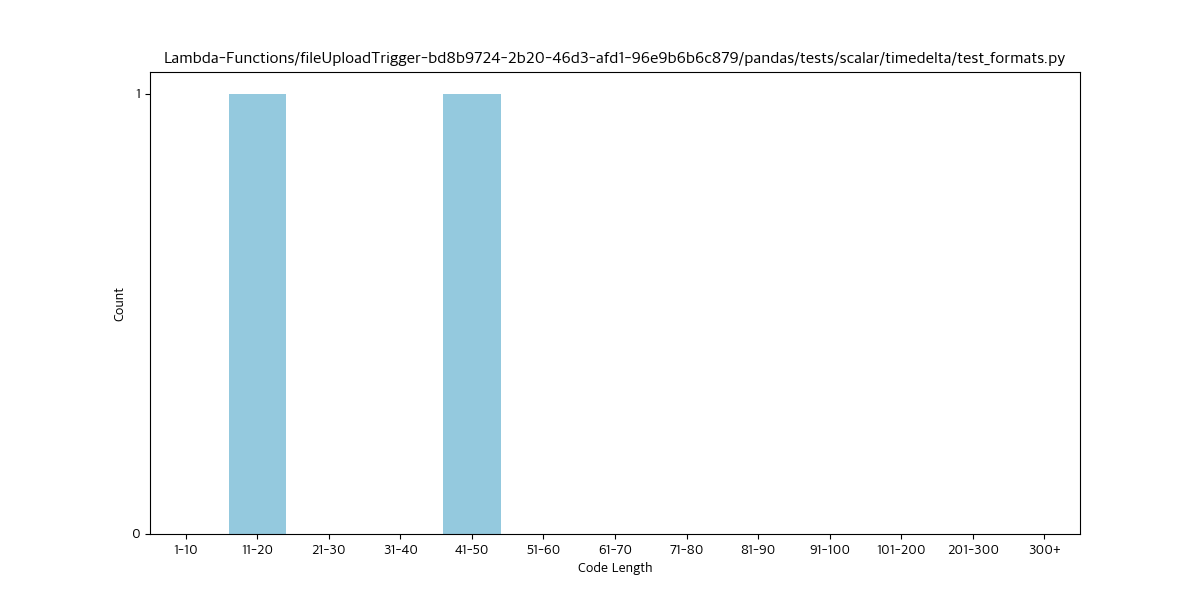 Lambda-Functions/fileUploadTrigger-bd8b9724-2b20-46d3-afd1-96e9b6b6c879/pandas/tests/scalar/timedelta/test_formats.py
1
Count
0
1-10 11-20 21-30 31-40 41-50 51-60 61-70 71-80 81-90 91-100 101-200 201-300 300+
Code Length